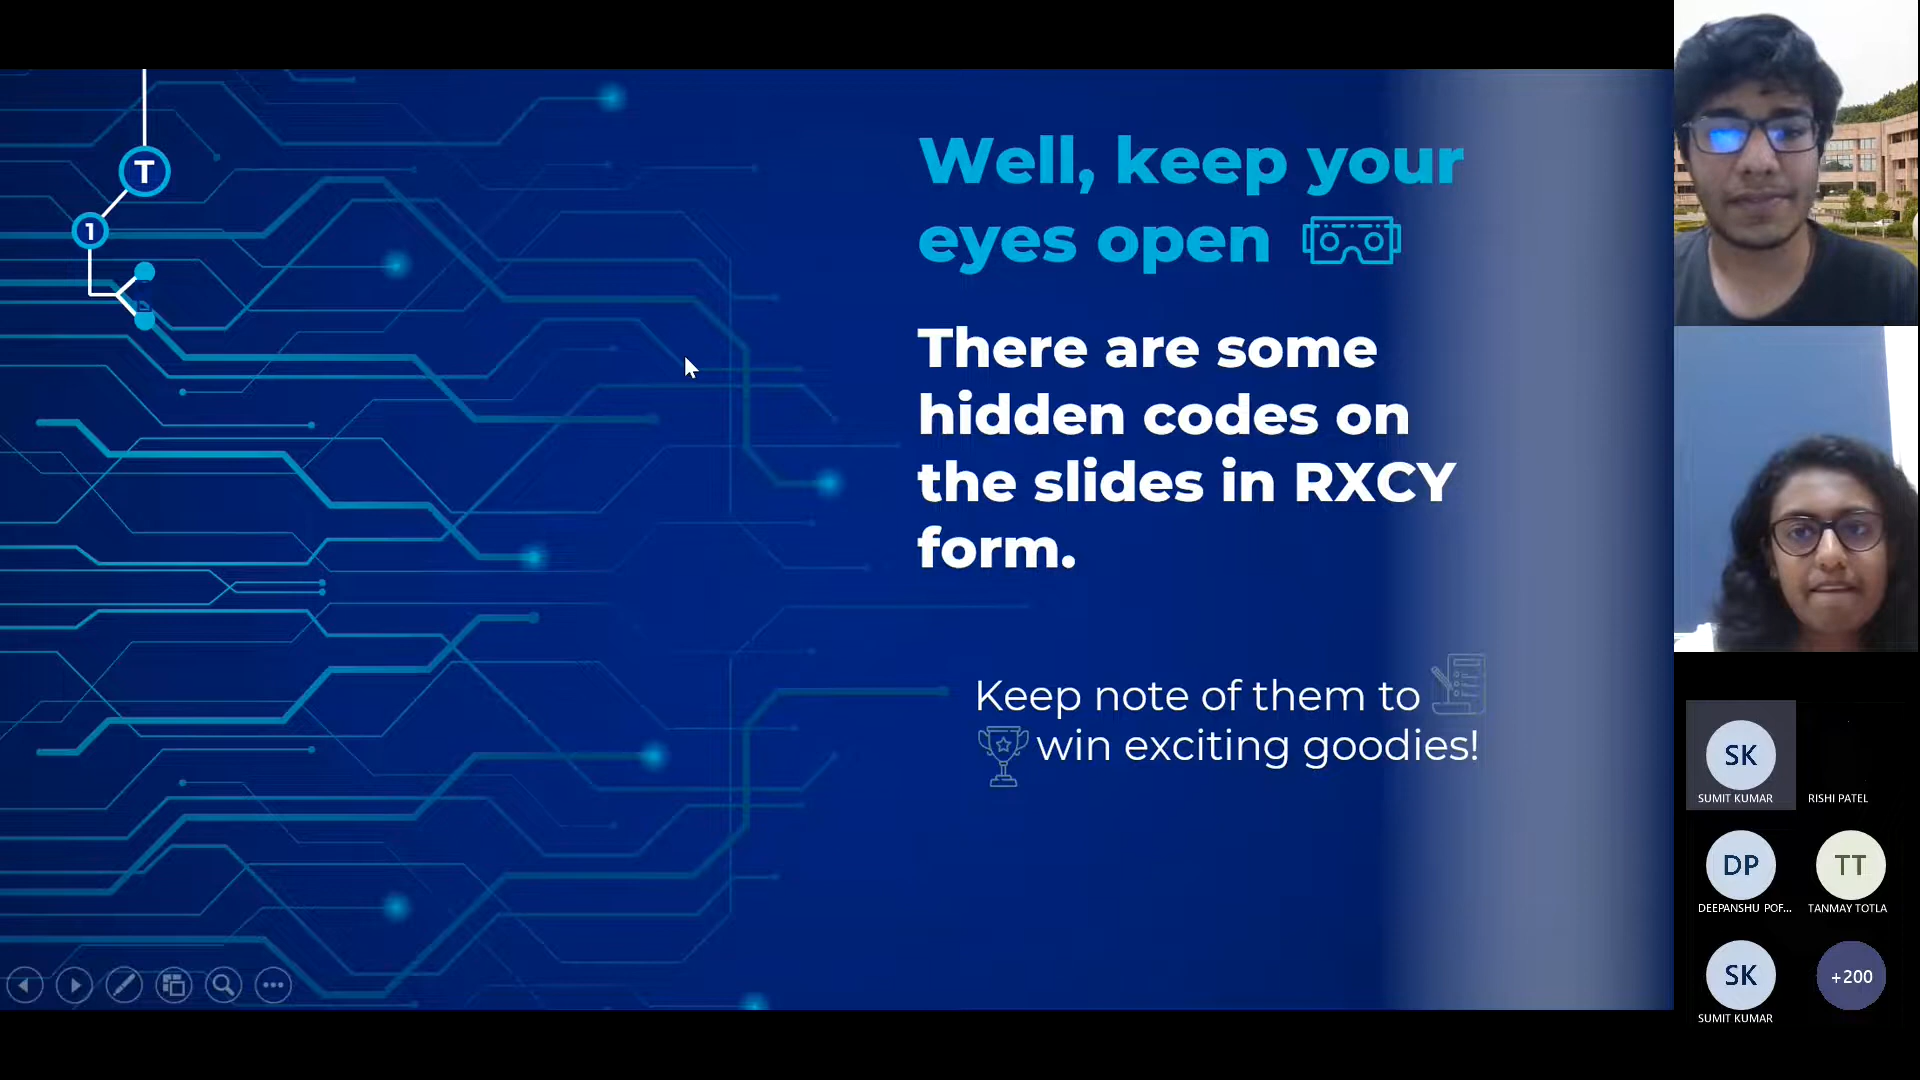 T
1
Well, keep your
eyes open
There are some
hidden codes on
the slides in RXCY
form.
Keep note of them to
win exciting goodies!
SK
SUMIT KUMAR
RISHI PATEL
DP
DEEPANSHU POF...
TT
TANMAY TOTLA
SK
SUMIT KUMAR
+200